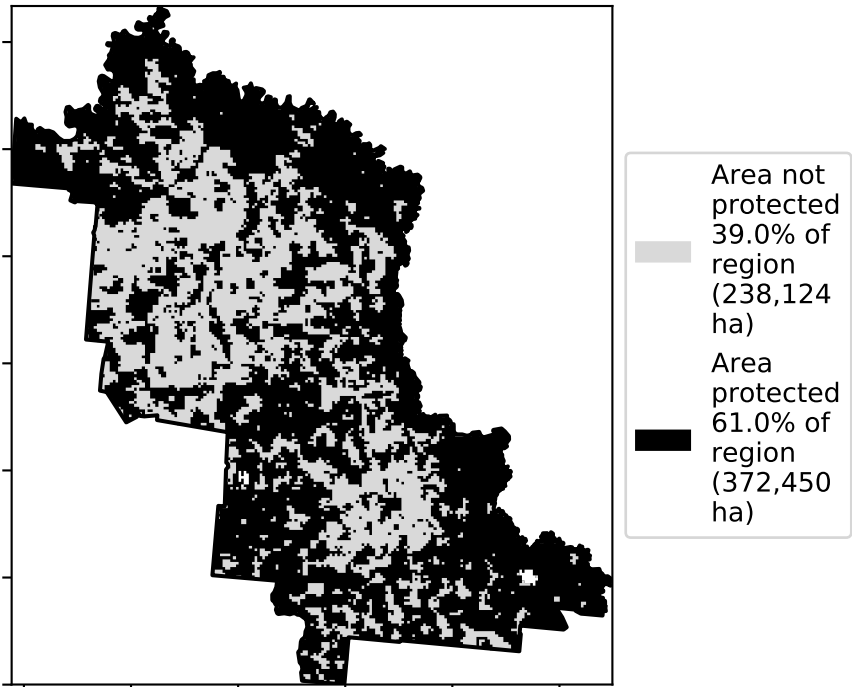 Area not
protected
39.0% of
region
(238,124
ha)
Area
protected
61.0% of
region
(372,450
ha)